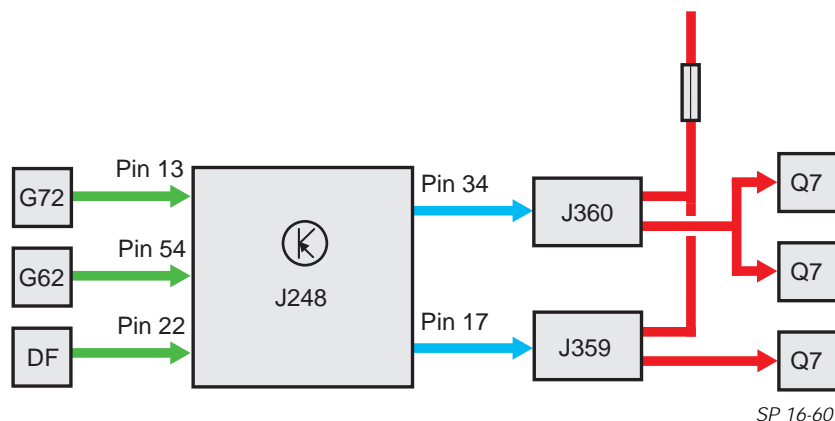 G72
Pin 13
G62
Pin 54
DF
Pin 22
J248
Pin 34
Pin 17
J360
J359
Q7
Q7
Q7
SP 16-60